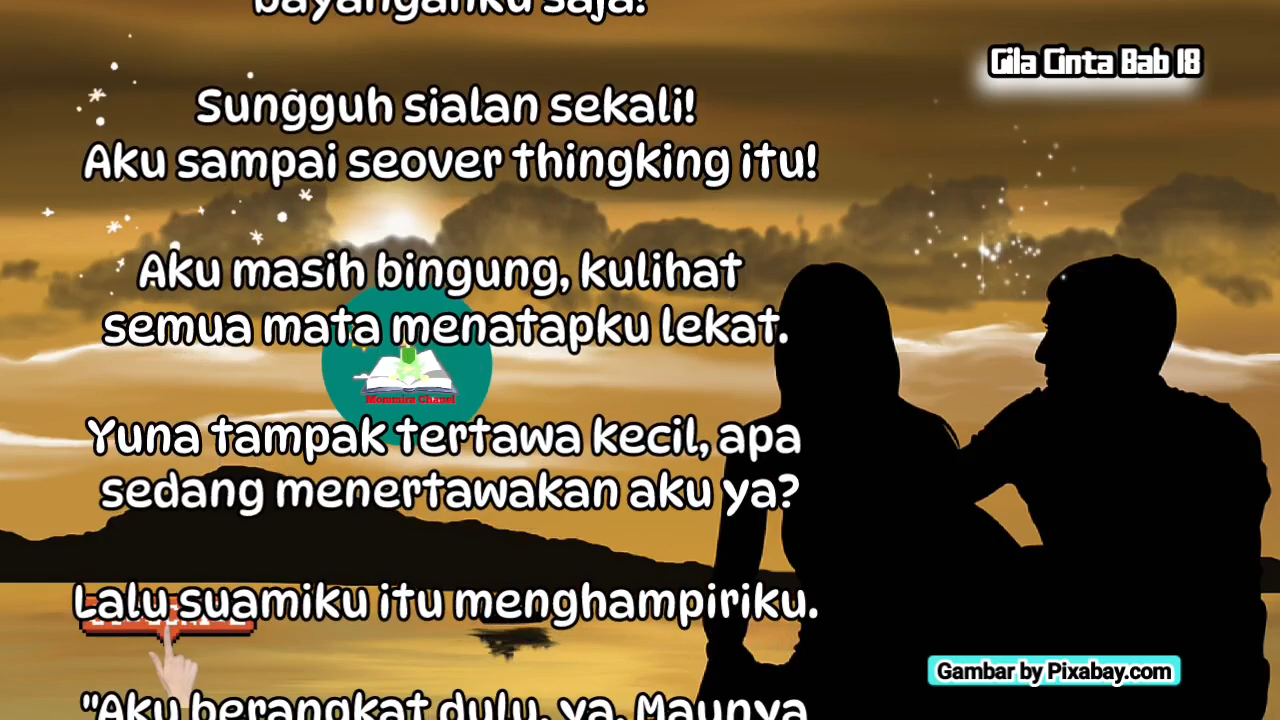 bayanganku saja!
Gila Cinta Bab 18
Sungguh sialan sekali!
Aku sampai seover thingking itu!
Aku masih bingung, kulihat
semua mata menatapku lekat.
Mommira Chanel
Yuna tampak tertawa kecil, apa
sedang menertawakan aku ya?
Lalu suamiku itu menghampiriku.
Gambar by Pixabay.com
"Aku berangkat dulu, ya. Maunya